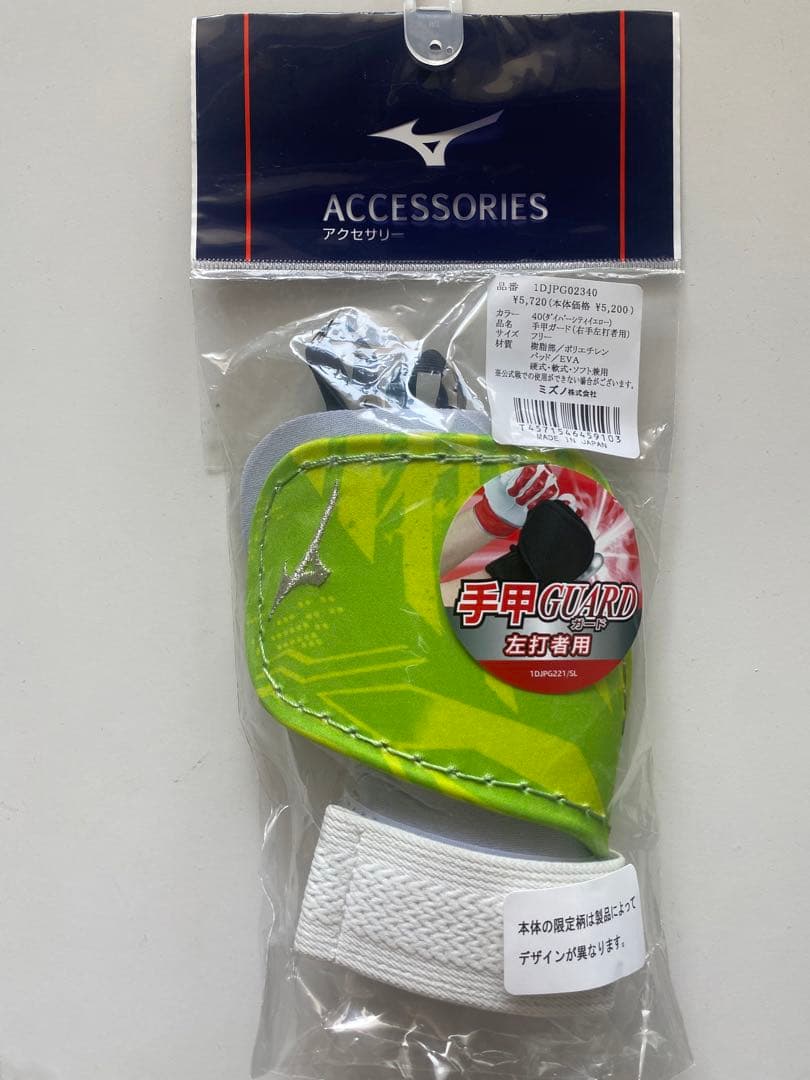 ACCESSORIES
アクセサリー
品番 1DJPG02340
¥5,720(本体価格 ¥5,200)
カラー 40(ダイバーシティイエロー)
品名 手甲ガード(右手左打者用)
サイズ フリー
材質 樹脂部/ポリエチレン
パッド/EVA
硬式・軟式・ソフト兼用
※公式戦での使用ができない場合がございます。
ミズノ株式会社
T4571546459103
MADE IN JAPAN
手甲GUARD
ガード
左打者用
1DJPG221/SL
本体の限定柄は製品によって
デザインが異なります。